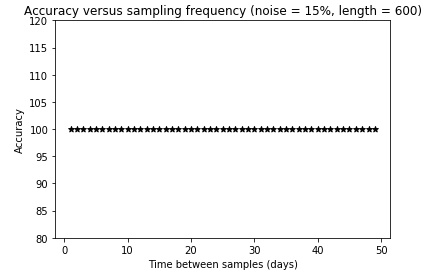 Accuracy versus sampling frequency (noise = 15%, length = 600)
120
115
110
105
100
95
90
85
80
Accuracy
0 10 20 30 40 50
Time between samples (days)